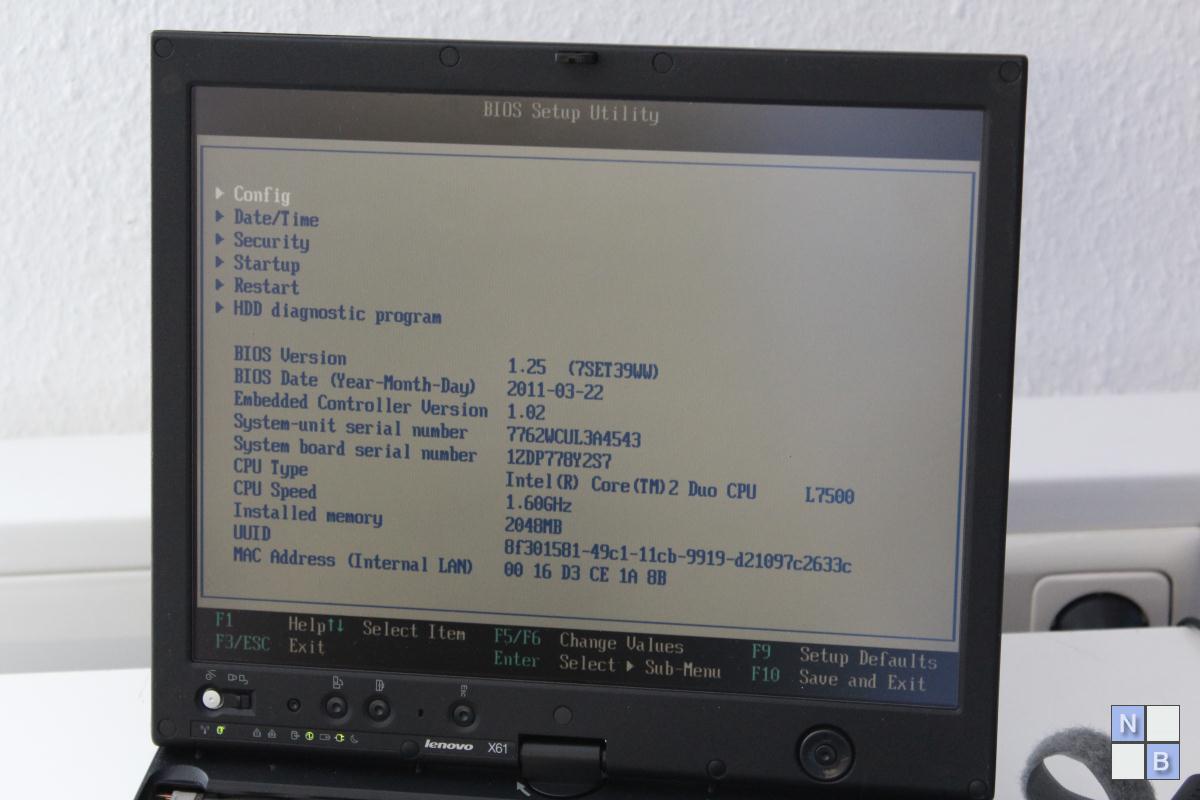 BIOS Setup Utility
Config
Date/Time
Security
Startup
Restart
HDD diagnostic program
BIOS Version 1.25 (7SET39WW)
BIOS Date (Year-Month-Day) 2011-03-22
Embedded Controller Version 1.02
System-unit serial number 7762WCUL3A4543
System board serial number 1ZDP778Y2S7
CPU Type Intel(R) Core(TM)2 Duo CPU L7500
CPU Speed 1.60GHz
Installed memory 2048MB
UUID 8f301581-49c1-11cb-9919-d21097c2633c
MAC Address (Internal LAN) 00 16 D3 CE 1A 8B
F1 Help ↑↓ Select Item F5/F6 Change Values F9 Setup Defaults
F3/ESC Exit Enter Select ▶ Sub-Menu F10 Save and Exit
lenovo X61
N
B